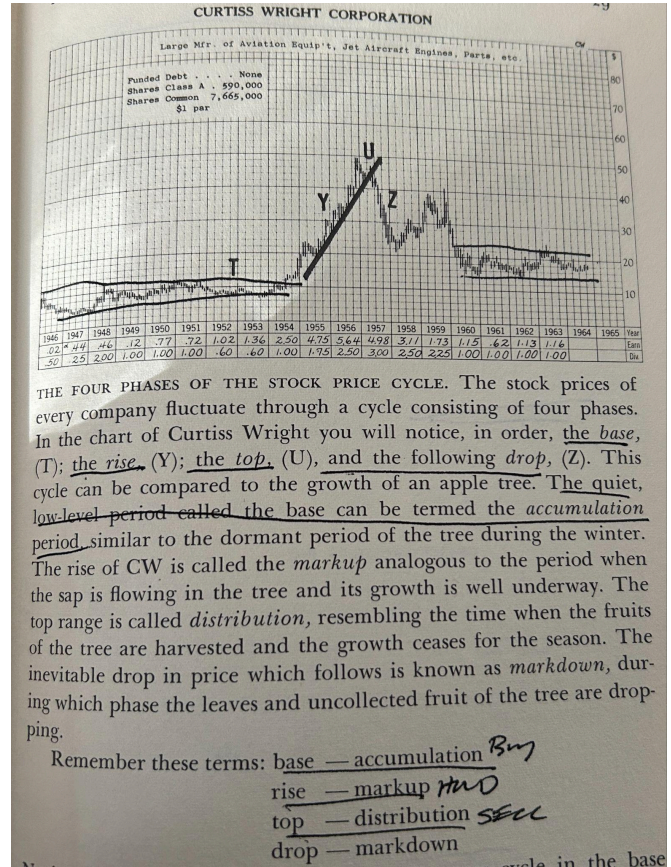 29
CURTISS WRIGHT CORPORATION
CW
Large Mfr. of Aviation Equip't, Jet Aircraft Engines, Parts, etc.
$
Funded Debt . . . . None
Shares Class A . 590,000
Shares Common 7,665,000
$1 par
80
70
60
50
40
30
20
10
U
Y
Z
T
1946 1947 1948 1949 1950 1951 1952 1953 1954 1955 1956 1957 1958 1959 1960 1961 1962 1963 1964 1965 Year
.02 .44 .46 .12 .77 .72 1.02 1.36 2.50 4.75 5.64 4.98 3.11 1.73 1.15 .62 1.13 1.16 Earn
.50 .25 2.00 1.00 1.00 1.00 .60 .60 1.00 1.75 2.50 3.00 2.50 2.25 1.00 1.00 1.00 1.00 Div.
THE FOUR PHASES OF THE STOCK PRICE CYCLE. The stock prices of
every company fluctuate through a cycle consisting of four phases.
In the chart of Curtiss Wright you will notice, in order, the base,
(T); the rise, (Y); the top, (U), and the following drop, (Z). This
cycle can be compared to the growth of an apple tree. The quiet,
low-level period called the base can be termed the accumulation
period, similar to the dormant period of the tree during the winter.
The rise of CW is called the markup analogous to the period when
the sap is flowing in the tree and its growth is well underway. The
top range is called distribution, resembling the time when the fruits
of the tree are harvested and the growth ceases for the season. The
inevitable drop in price which follows is known as markdown, dur-
ing which phase the leaves and uncollected fruit of the tree are drop-
ping.
Remember these terms: base — accumulation Buy
rise — markup HOLD
top — distribution SELL
drop — markdown
cycle in the base